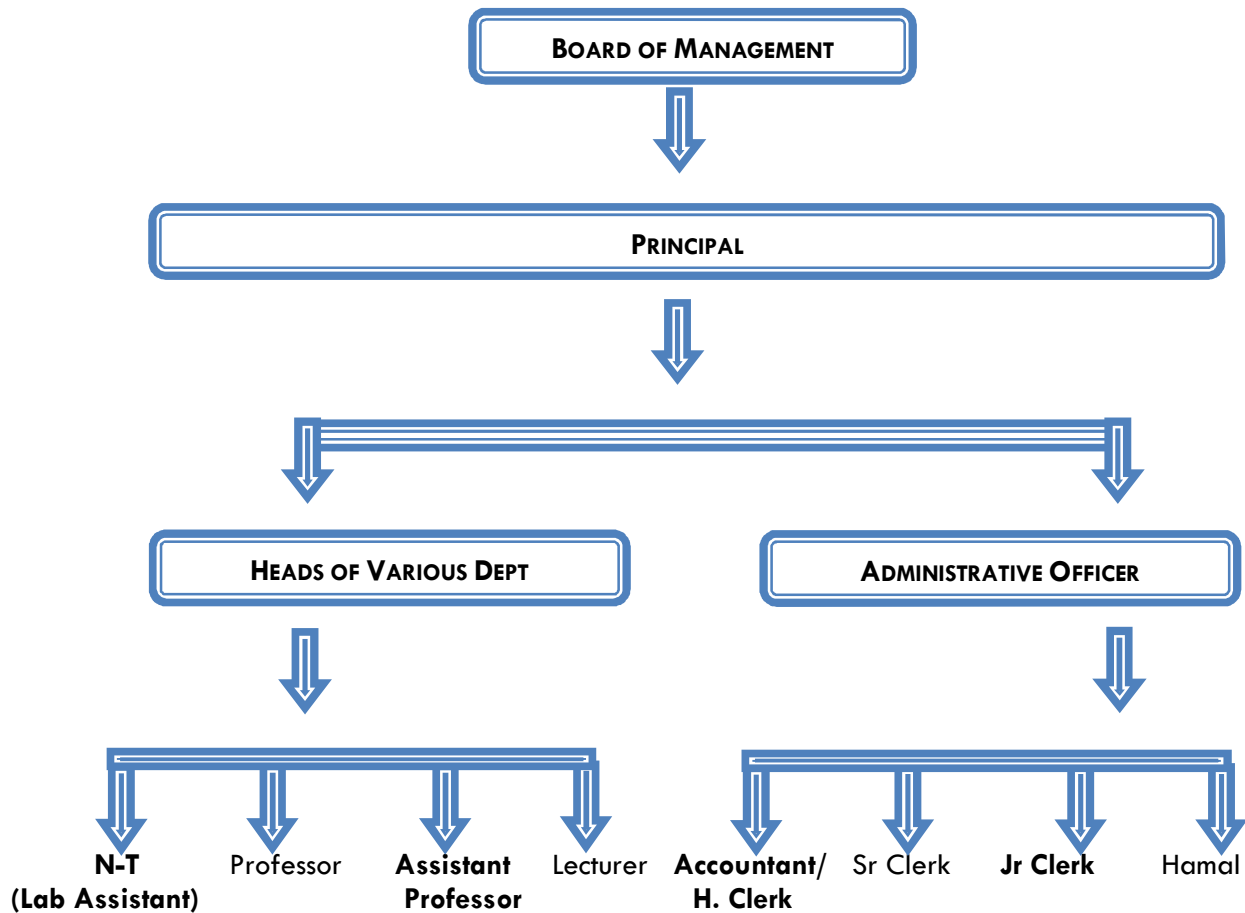 BOARD OF MANAGEMENT
PRINCIPAL
HEADS OF VARIOUS DEPT
ADMINISTRATIVE OFFICER
N-T Professor Assistant Lecturer Accountant/ Sr Clerk Jr Clerk Hamal
(Lab Assistant) Professor H. Clerk